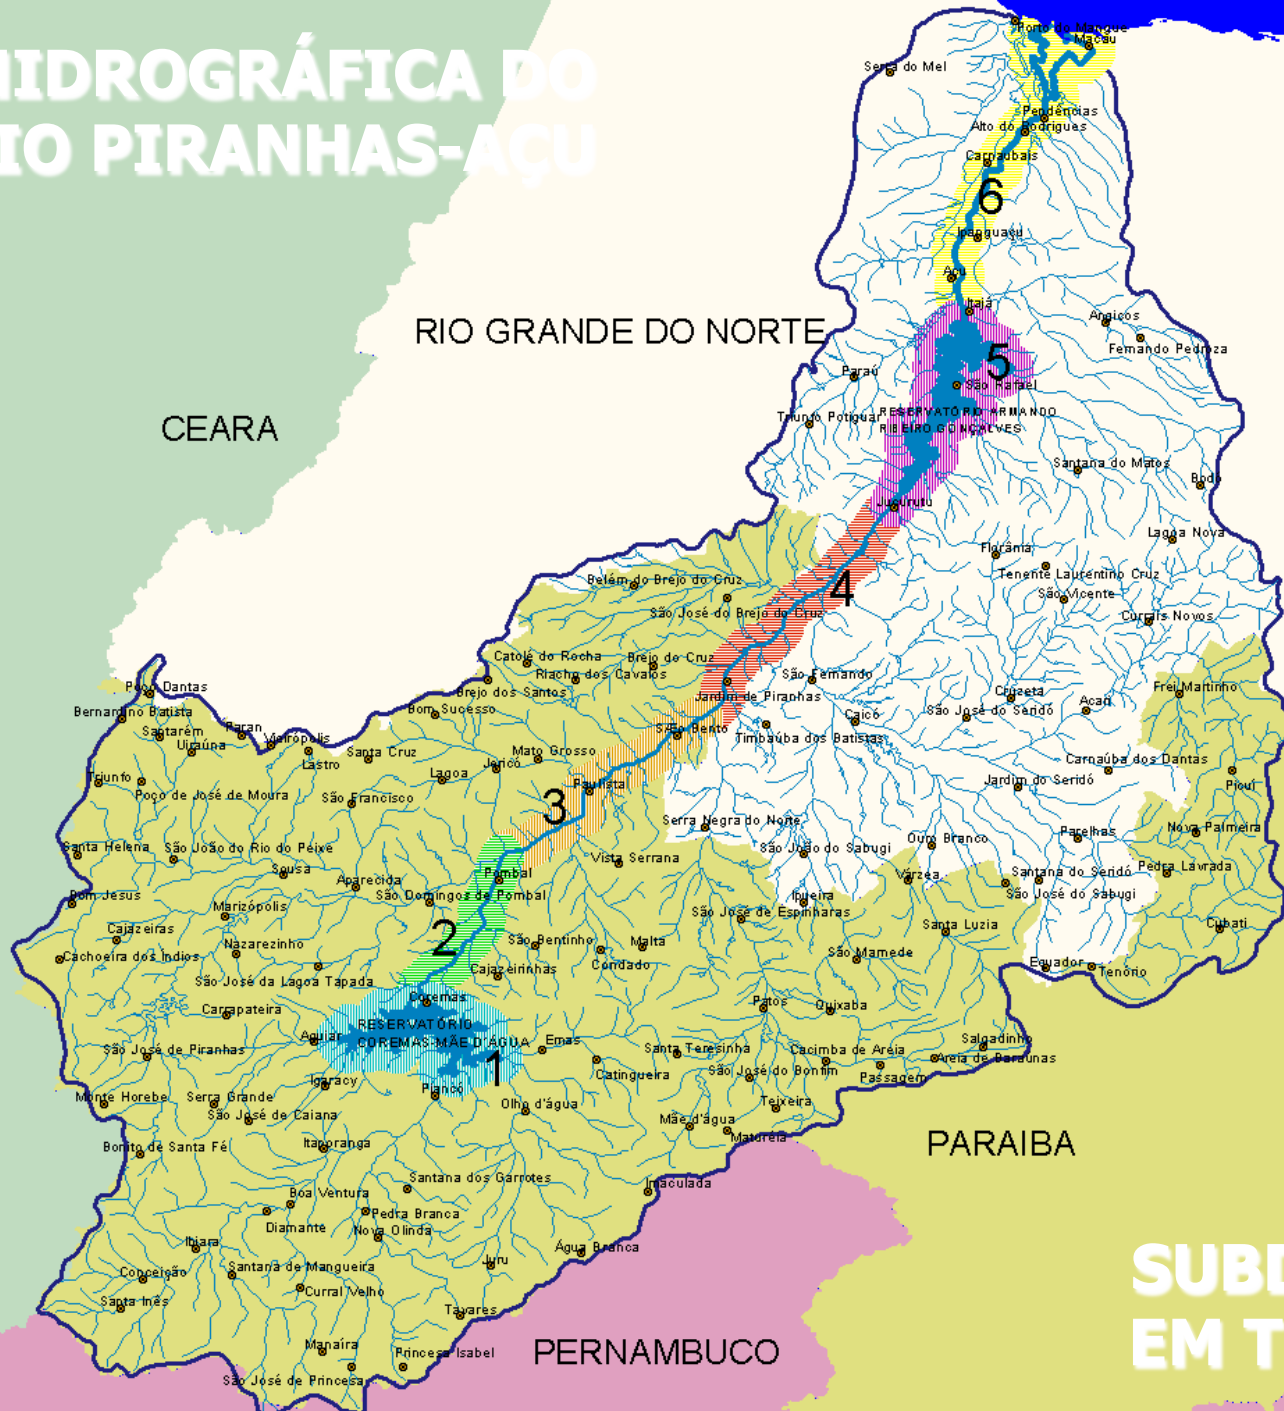 HIDROGRÁFICA DO
IO PIRANHAS-AÇU
Porto do Mangue
Macau
Serra do Mel
Pendências
Alto do Rodrigues
Carnaubais
6
Ipanguaçu
Açu
Itajá
Angicos
RIO GRANDE DO NORTE
Fernando Pedroza
5
Paraú
São Rafael
CEARA
Triunfo Potiguar
RESERVATÓRIO ARMANDO
RIBEIRO GONÇALVES
Santana do Matos
Bodó
Jucurutu
Lagoa Nova
Florânia
Tenente Laurentino Cruz
Belém do Brejo do Cruz
4
São Vicente
São José do Brejo do Cruz
Currais Novos
Catolé do Rocha
Brejo do Cruz
Riacho dos Cavalos
São Fernando
Poço Dantas
Brejo dos Santos
Jardim de Piranhas
Cruzeta
Frei Martinho
Acari
Bernardino Batista
Bom Sucesso
São José do Seridó
Caicó
Santarém
Paran
São Bento
Timbaúba dos Batistas
Uiraúna
Vieirópolis
Santa Cruz
Mato Grosso
Lastro
Jericó
Carnaúba dos Dantas
Triunfo
Lagoa
Jardim do Seridó
Picuí
Poço de José de Moura
São Francisco
Paulista
3
Serra Negra do Norte
Nova Palmeira
Parelhas
Ouro Branco
Santa Helena
São João do Rio do Peixe
São João do Sabugi
Vista Serrana
Pedra Lavrada
Sousa
Pombal
Várzea
Santana do Seridó
Aparecida
Bom Jesus
São Domingos de Pombal
Ipueira
São José do Sabugi
Marizópolis
São José de Espinharas
Santa Luzia
Cubati
Cajazeiras
2
Nazarezinho
São Bentinho
Malta
São Mamede
Cachoeira dos Índios
Cajazeirinhas
Condado
Equador
Tenório
São José da Lagoa Tapada
Coremas
Patos
Quixaba
Carrapateira
RESERVATÓRIO
COREMAS-MÃE D'ÁGUA
Aguiar
Emas
Salgadinho
São José de Piranhas
Santa Teresinha
Cacimba de Areia
Areia de Baraúnas
1
Catingueira
São José do Bonfim
Passagem
Igaracy
Piancó
Monte Horebe
Serra Grande
Olho d'água
Teixeira
São José de Caiana
Mãe d'água
Maturéia
Bonito de Santa Fé
Itaporanga
PARAIBA
Santana dos Garrotes
Imaculada
Boa Ventura
Pedra Branca
Diamante
Nova Olinda
Ibiara
Água Branca
Juru
Conceição
Santana de Mangueira
SUBD
Curral Velho
Santa Inês
Tavares
EM T
Manaíra
Princesa Isabel
PERNAMBUCO
São José de Princesa